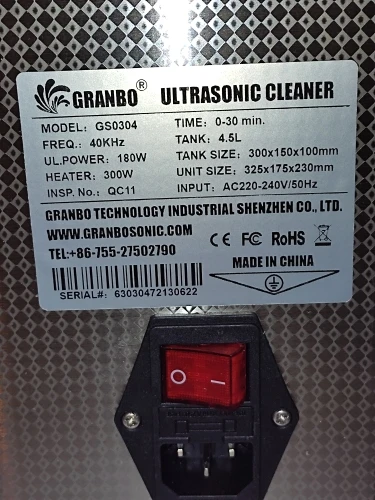 GRANBO® ULTRASONIC CLEANER
MODEL: GS0304
FREQ.: 40KHz
UL.POWER: 180W
HEATER: 300W
INSP. No.: QC11
TIME: 0-30 min.
TANK: 4.5L
TANK SIZE: 300x150x100mm
UNIT SIZE: 325x175x230mm
INPUT: AC220-240V/50Hz
GRANBO TECHNOLOGY INDUSTRIAL SHENZHEN CO., LTD.
WWW.GRANBOSONIC.COM
TEL:+86-755-27502790
CE FC RoHS
MADE IN CHINA
SERIAL#: 63030472130622